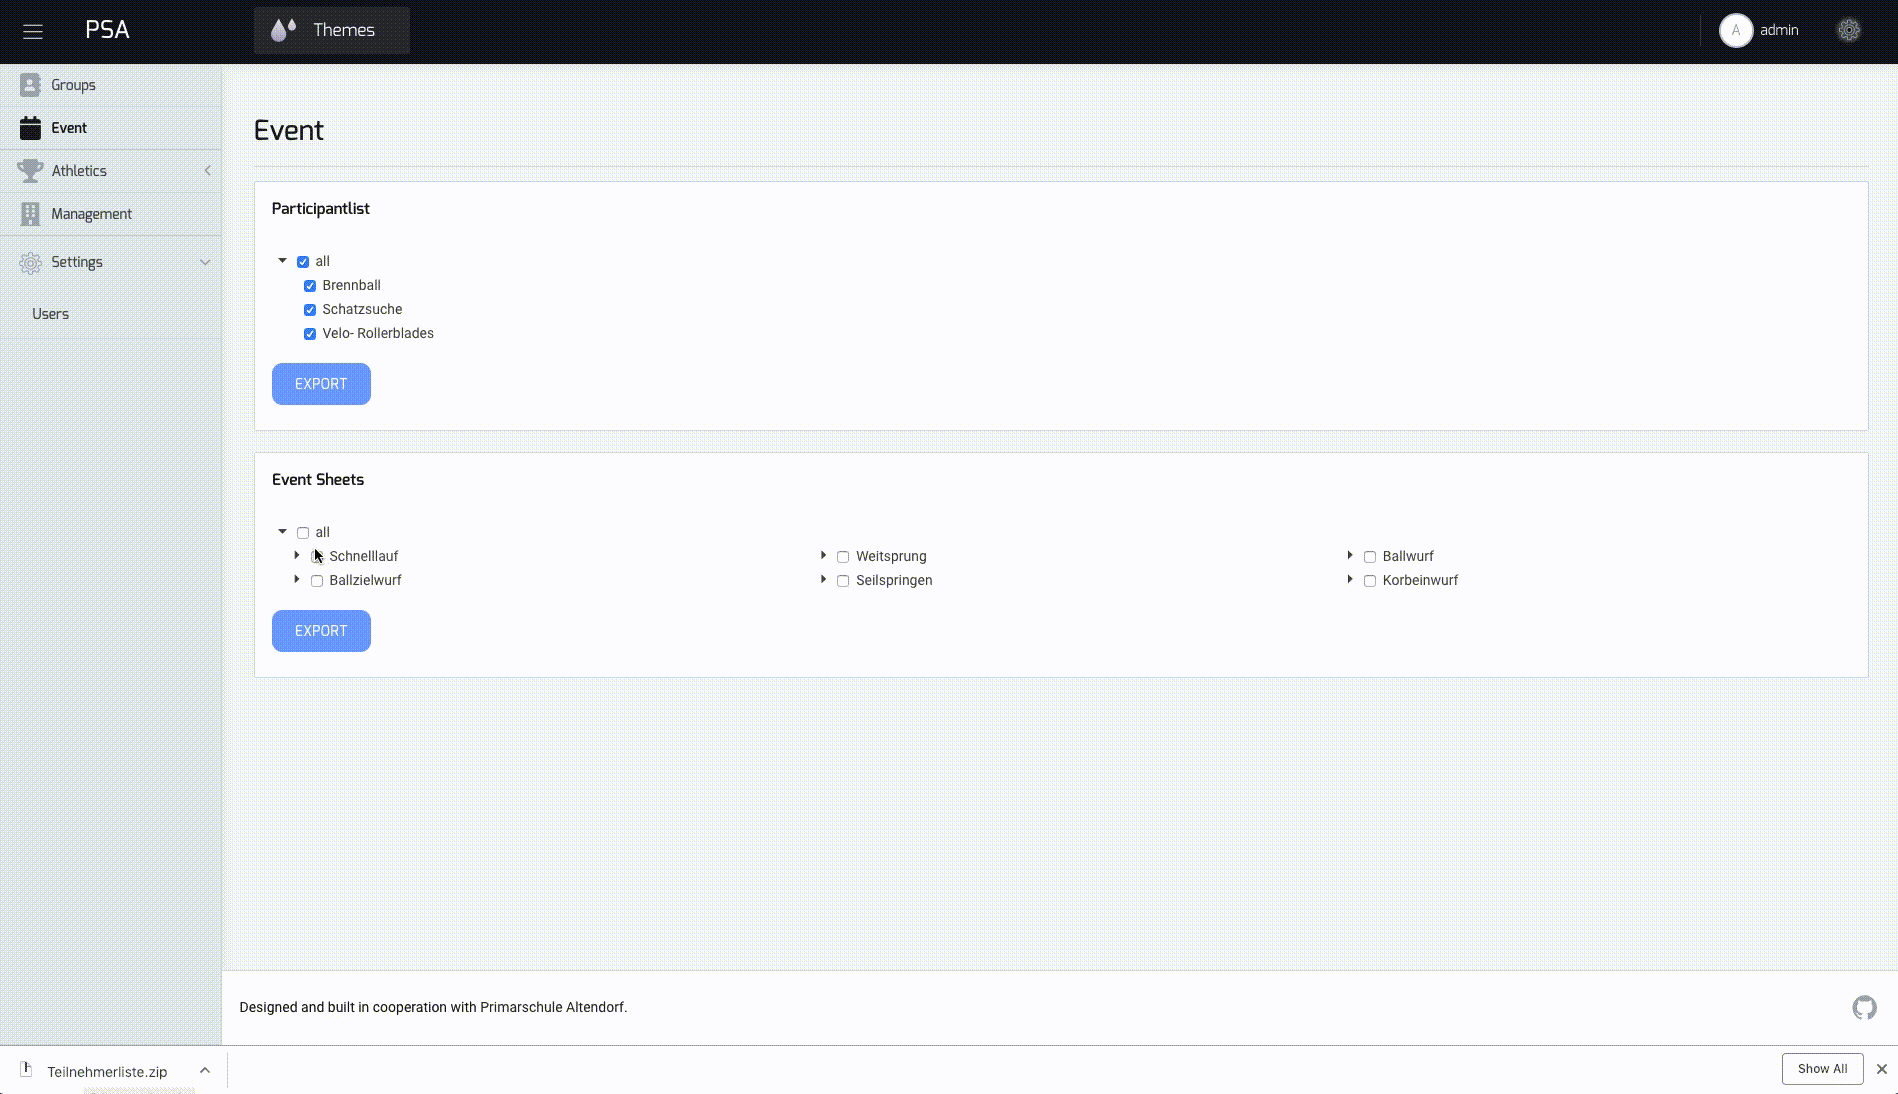 PSA
Themes
A
admin
Groups
Event
Athletics
Management
Settings
Users
Event
Participantlist
all
Brennball
Schatzsuche
Velo- Rollerblades
EXPORT
Event Sheets
all
Schnelllauf
Weitsprung
Ballwurf
Ballzielwurf
Seilspringen
Korbeinwurf
EXPORT
Designed and built in cooperation with Primarschule Altendorf.
Teilnehmerliste.zip
Show All